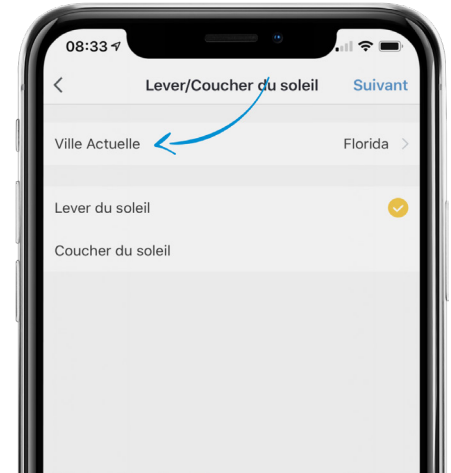 08:33
Lever/Coucher du soleil Suivant
Ville Actuelle Florida
Lever du soleil
Coucher du soleil